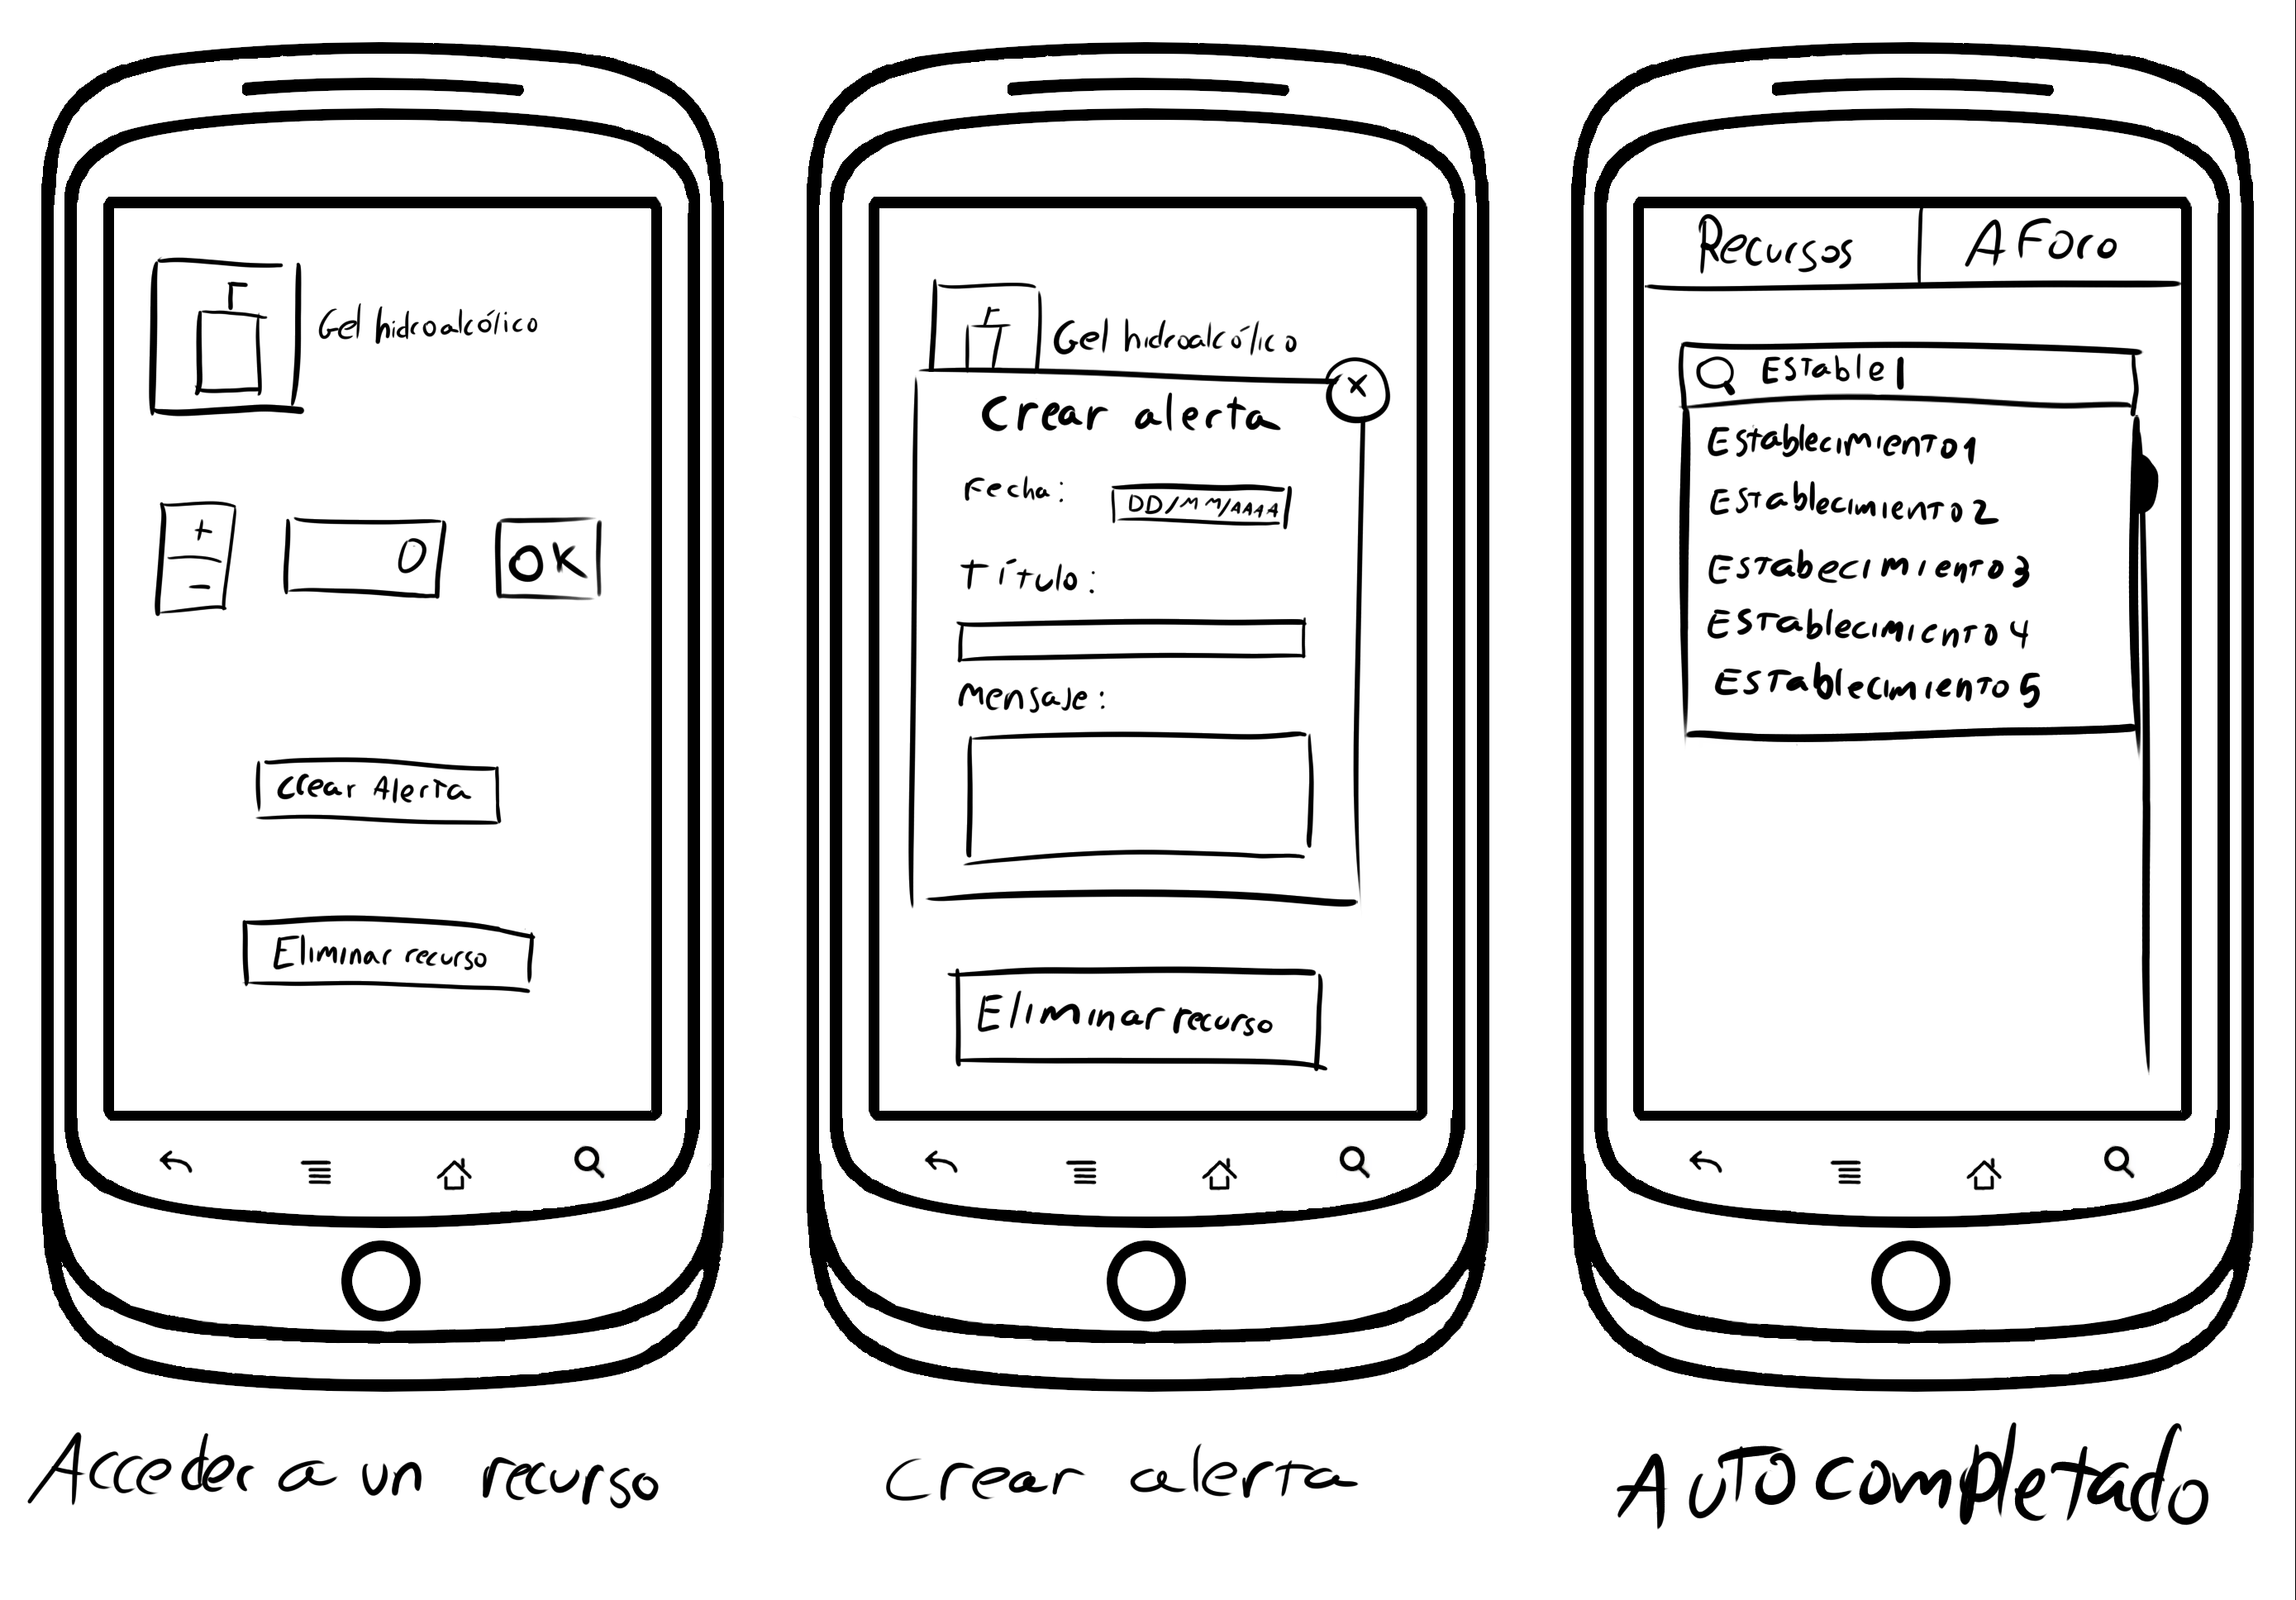 Gel hidroalcólico
+
-
0
OK
Crear Alerta
Eliminar recurso
Acceder a un recurso
Gel hidroalcólico
x
Crear alerta
Fecha: DD/MM/AAAA
Título:
Mensaje:
Eliminar recurso
Crear alerta
Recursos AForo
Establ
Establecimiento1
Establecimiento2
Estabecimiento3
Establecimiento4
Establecimiento5
Autocompletado